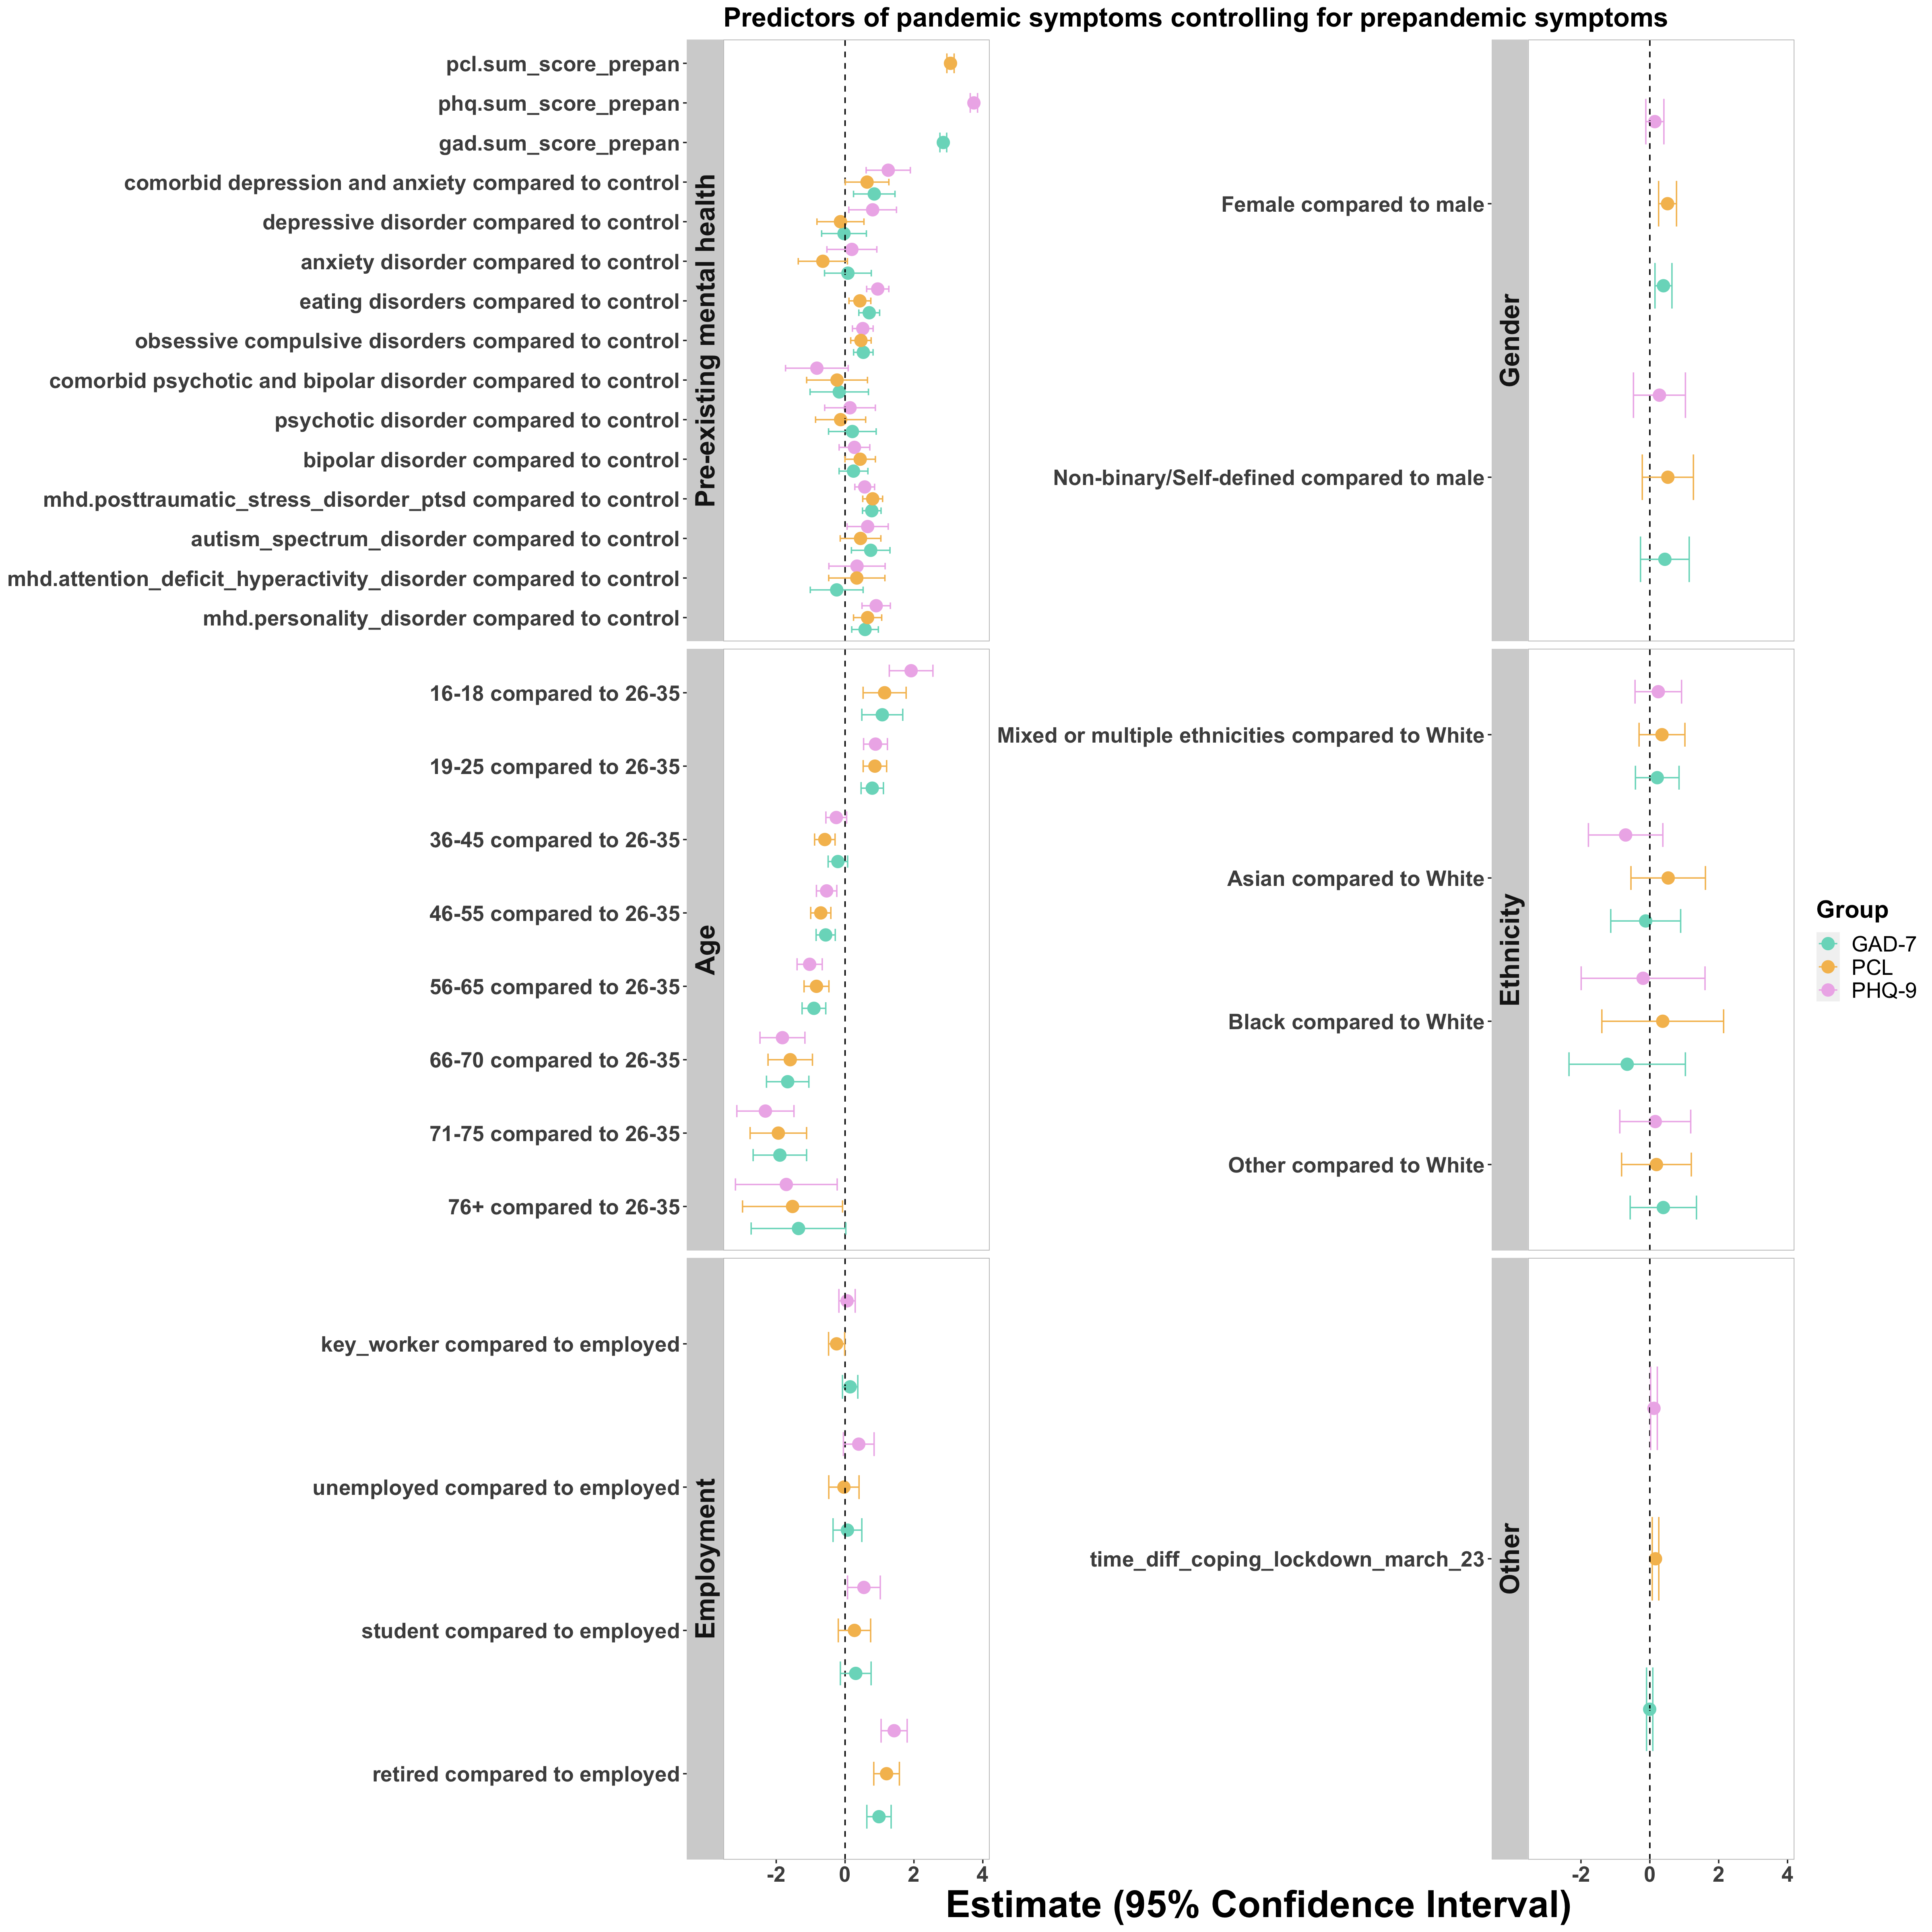 Predictors of pandemic symptoms controlling for prepandemic symptoms
Pre-existing mental health
pcl.sum_score_prepan
phq.sum_score_prepan
gad.sum_score_prepan
comorbid depression and anxiety compared to control
depressive disorder compared to control
anxiety disorder compared to control
eating disorders compared to control
obsessive compulsive disorders compared to control
comorbid psychotic and bipolar disorder compared to control
psychotic disorder compared to control
bipolar disorder compared to control
mhd.posttraumatic_stress_disorder_ptsd compared to control
autism_spectrum_disorder compared to control
mhd.attention_deficit_hyperactivity_disorder compared to control
mhd.personality_disorder compared to control
Gender
Female compared to male
Non-binary/Self-defined compared to male
Age
16-18 compared to 26-35
19-25 compared to 26-35
36-45 compared to 26-35
46-55 compared to 26-35
56-65 compared to 26-35
66-70 compared to 26-35
71-75 compared to 26-35
76+ compared to 26-35
Ethnicity
Mixed or multiple ethnicities compared to White
Asian compared to White
Black compared to White
Other compared to White
Employment
key_worker compared to employed
unemployed compared to employed
student compared to employed
retired compared to employed
Other
time_diff_coping_lockdown_march_23
-2 0 2 4
-2 0 2 4
Estimate (95% Confidence Interval)
Group
GAD-7
PCL
PHQ-9